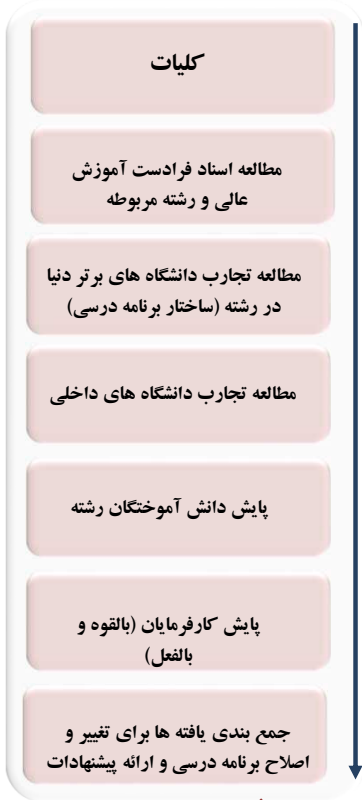 کلیات
مطالعه اسناد فرادست آموزش
عالی و رشته مربوطه
مطالعه تجارب دانشگاه های برتر دنیا
در رشته (ساختار برنامه درسی)
مطالعه تجارب دانشگاه های داخلی
پایش دانش آموختگان رشته
پایش کارفرمایان (بالقوه و
بالفعل)
جمع بندی یافته ها برای تغییر و
اصلاح برنامه درسی و ارائه پیشنهادات